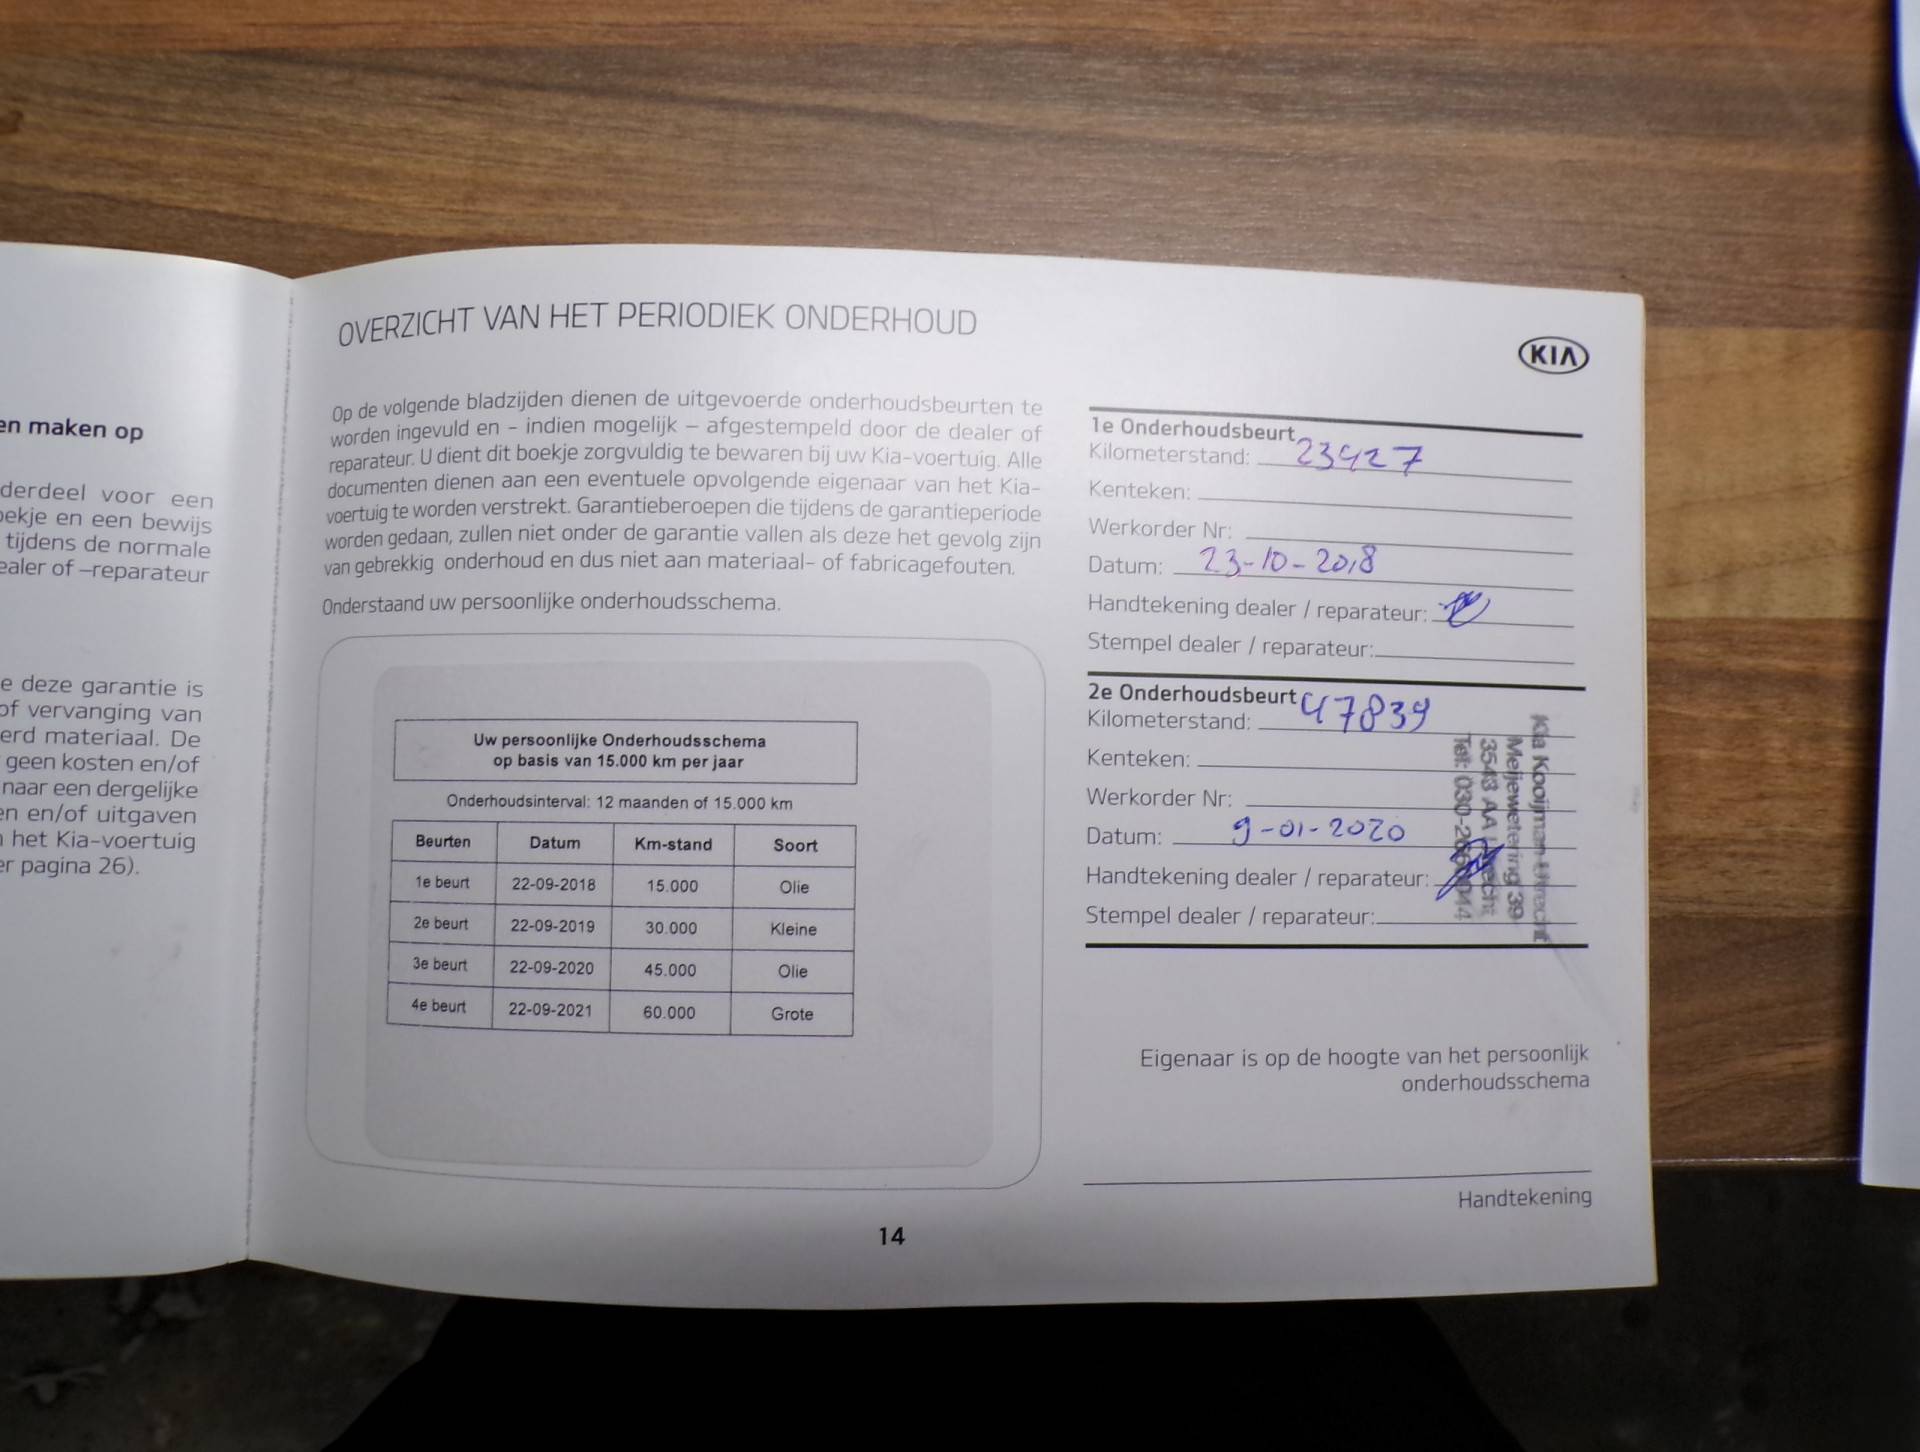 en maken op
derdeel voor een
oekje en een bewijs
tijdens de normale
ealer of –reparateur
e deze garantie is
of vervanging van
erd materiaal. De
geen kosten en/of
naar een dergelijke
en en/of uitgaven
het Kia-voertuig
er pagina 26).
OVERZICHT VAN HET PERIODIEK ONDERHOUD
Op de volgende bladzijden dienen de uitgevoerde onderhoudsbeurten te
worden ingevuld en – indien mogelijk – afgestempeld door de dealer of
reparateur. U dient dit boekje zorgvuldig te bewaren bij uw Kia-voertuig. Alle
documenten dienen aan een eventuele opvolgende eigenaar van het Kia-
voertuig te worden verstrekt. Garantieberoepen die tijdens de garantieperiode
worden gedaan, zullen niet onder de garantie vallen als deze het gevolg zijn
van gebrekkig onderhoud en dus niet aan materiaal- of fabricagefouten.
Onderstaand uw persoonlijke onderhoudsschema.
Uw persoonlijke Onderhoudsschema
op basis van 15.000 km per jaar
Onderhoudsinterval: 12 maanden of 15.000 km
Beurten Datum Km-stand Soort
1e beurt 22-09-2018 15.000 Olie
2e beurt 22-09-2019 30.000 Kleine
3e beurt 22-09-2020 45.000 Olie
4e beurt 22-09-2021 60.000 Grote
14
KIA
1e Onderhoudsbeurt
Kilometerstand: 23427
Kenteken:
Werkorder Nr:
Datum: 23-10-2018
Handtekening dealer / reparateur:
Stempel dealer / reparateur:
2e Onderhoudsbeurt
Kilometerstand: 47839
Kenteken:
Werkorder Nr:
Datum: 9-01-2020
Handtekening dealer / reparateur:
Stempel dealer / reparateur:
Kia Kooijman Utrecht
Meijewetering 39
3543 AA Utrecht
Tel: 030-
Eigenaar is op de hoogte van het persoonlijk
onderhoudsschema
Handtekening